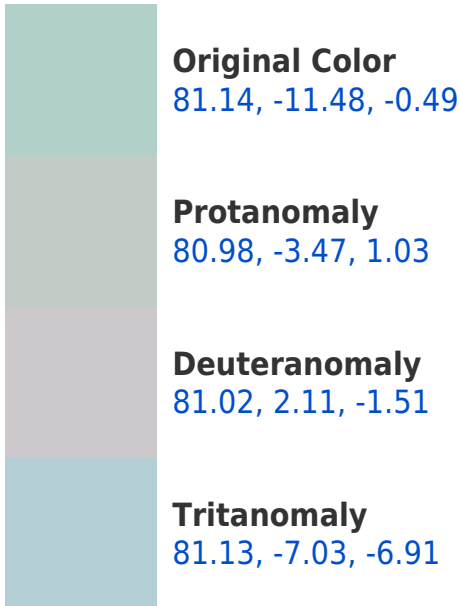 Original Color
81.14, -11.48, -0.49
Protanomaly
80.98, -3.47, 1.03
Deuteranomaly
81.02, 2.11, -1.51
Tritanomaly
81.13, -7.03, -6.91